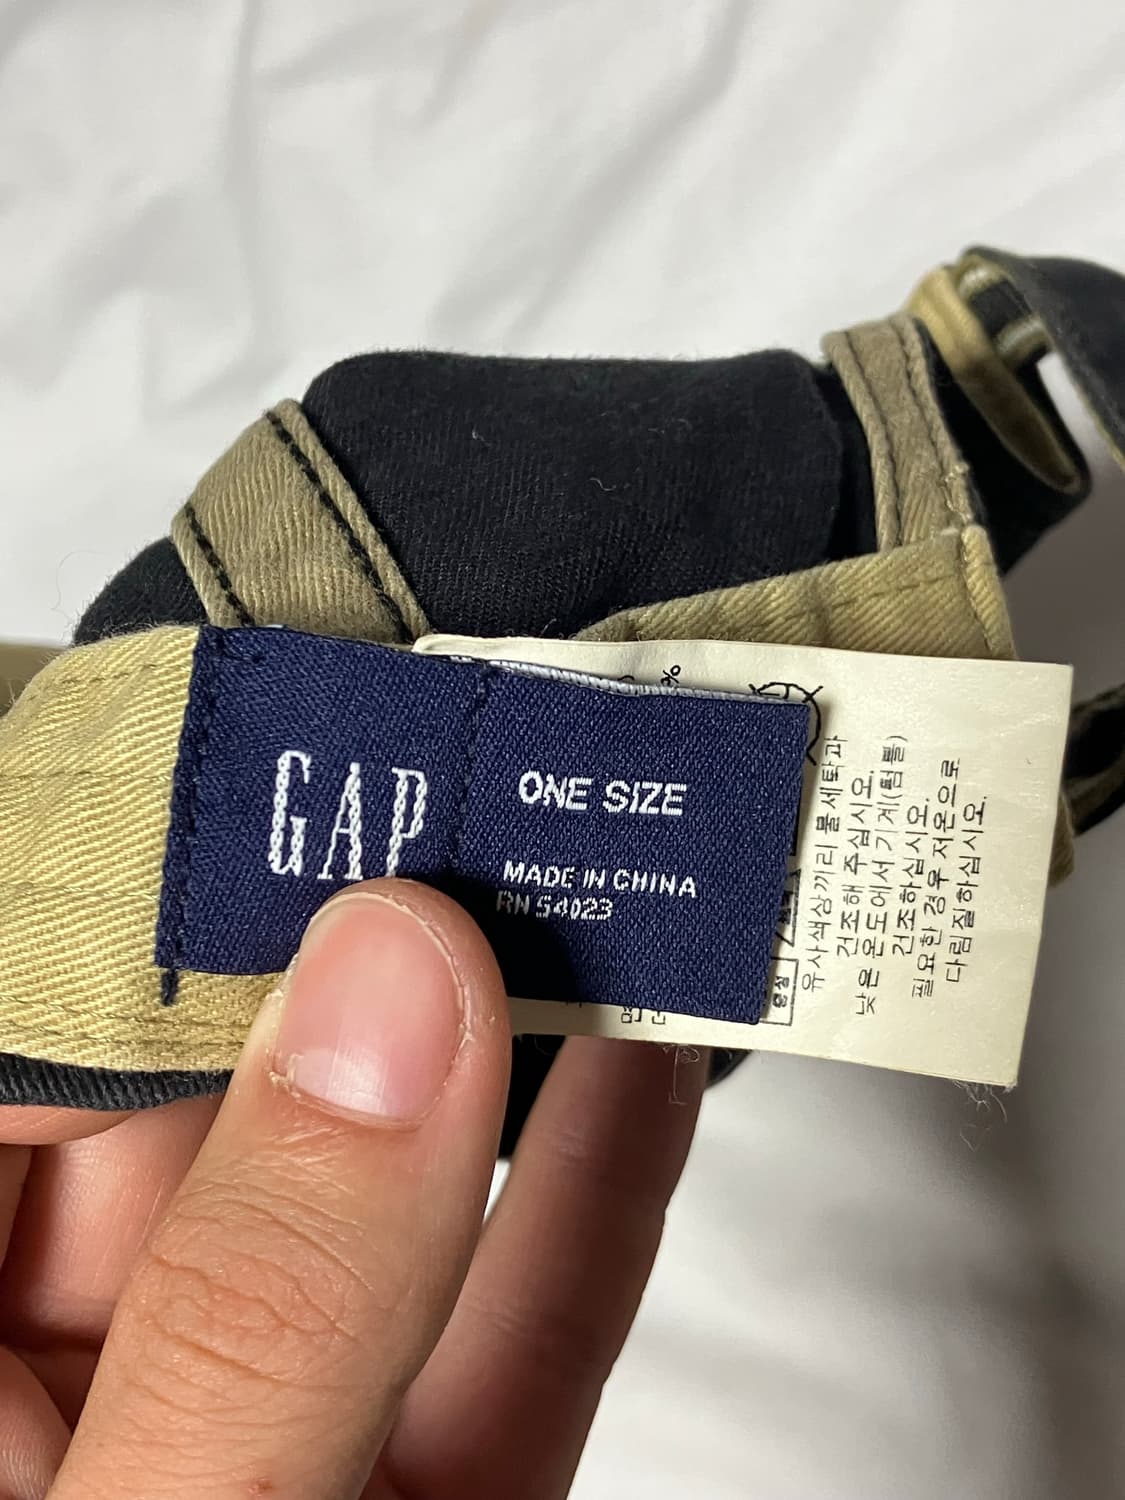 GAP
ONE SIZE
MADE IN CHINA
RN 54023
%
유사색상끼리 물세탁과
건조해 주십시오.
낮은 온도에서 기계(텀블)
건조하십시오.
필요한 경우 저온으로
다림질하십시오.